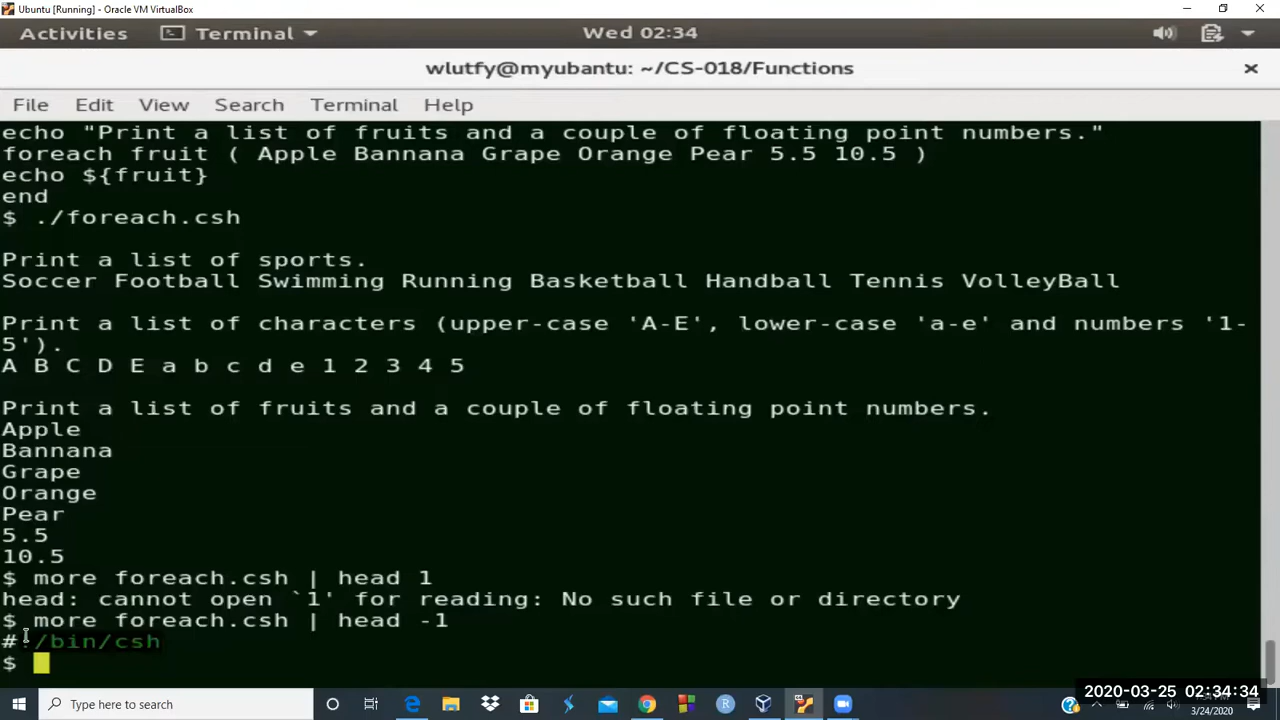 Ubuntu [Running] - Oracle VM VirtualBox
Activities Terminal Wed 02:34
wlutfy@myubantu: ~/CS-018/Functions
File Edit View Search Terminal Help
echo "Print a list of fruits and a couple of floating point numbers."
foreach fruit ( Apple Bannana Grape Orange Pear 5.5 10.5 )
echo ${fruit}
end
$ ./foreach.csh
Print a list of sports.
Soccer Football Swimming Running Basketball Handball Tennis VolleyBall
Print a list of characters (upper-case 'A-E', lower-case 'a-e' and numbers '1-
5').
A B C D E a b c d e 1 2 3 4 5
Print a list of fruits and a couple of floating point numbers.
Apple
Bannana
Grape
Orange
Pear
5.5
10.5
$ more foreach.csh | head 1
head: cannot open `1' for reading: No such file or directory
$ more foreach.csh | head -1
#!/bin/csh
$
Type here to search
2020-03-25 02:34:34
3/24/2020